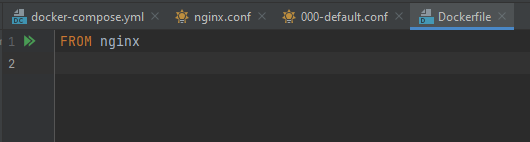 docker-compose.yml nginx.conf 000-default.conf Dockerfile
1 FROM nginx
2